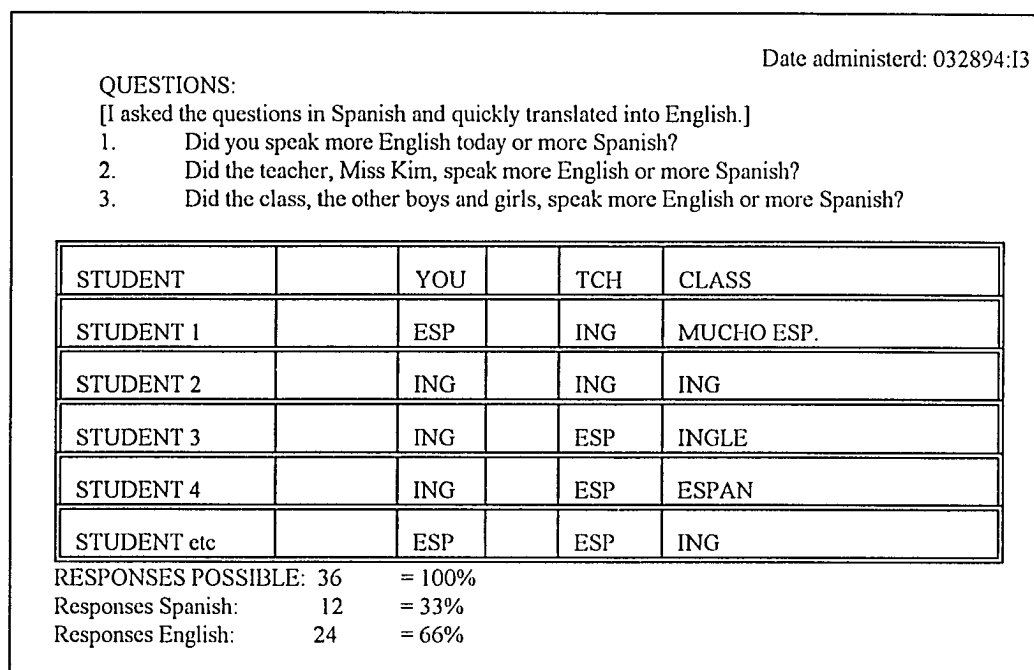 Date administerd: 032894:I3
QUESTIONS:
[I asked the questions in Spanish and quickly translated into English.]
1. Did you speak more English today or more Spanish?
2. Did the teacher, Miss Kim, speak more English or more Spanish?
3. Did the class, the other boys and girls, speak more English or more Spanish?
STUDENT YOU TCH CLASS
STUDENT 1 ESP ING MUCHO ESP.
STUDENT 2 ING ING ING
STUDENT 3 ING ESP INGLE
STUDENT 4 ING ESP ESPAN
STUDENT etc ESP ESP ING
RESPONSES POSSIBLE: 36 = 100%
Responses Spanish: 12 = 33%
Responses English: 24 = 66%